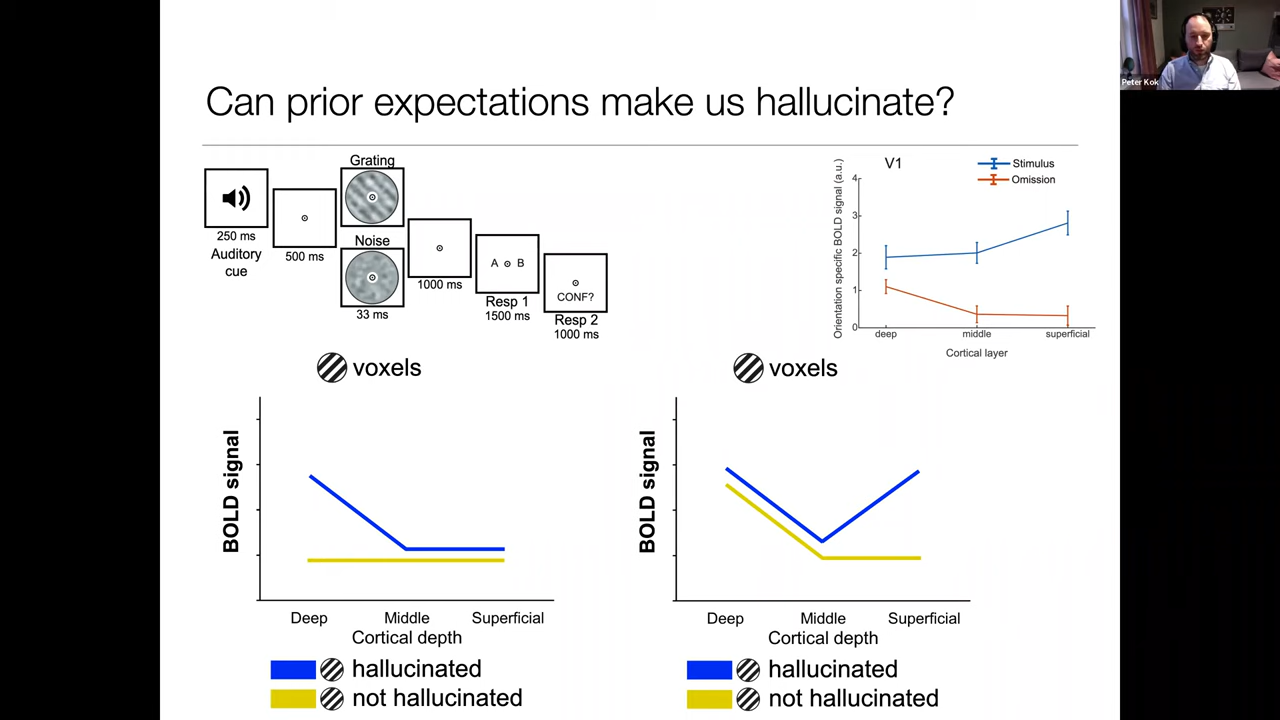 Can prior expectations make us hallucinate?
Peter Kok
250 ms
Auditory
cue
500 ms
Grating
Noise
33 ms
1000 ms
A B
Resp 1
1500 ms
CONF?
Resp 2
1000 ms
V1
Stimulus
Omission
Orientation specific BOLD signal (a.u.)
4
3
2
1
0
deep middle superficial
Cortical layer
voxels
BOLD signal
Deep Middle Superficial
Cortical depth
hallucinated
not hallucinated
voxels
BOLD signal
Deep Middle Superficial
Cortical depth
hallucinated
not hallucinated